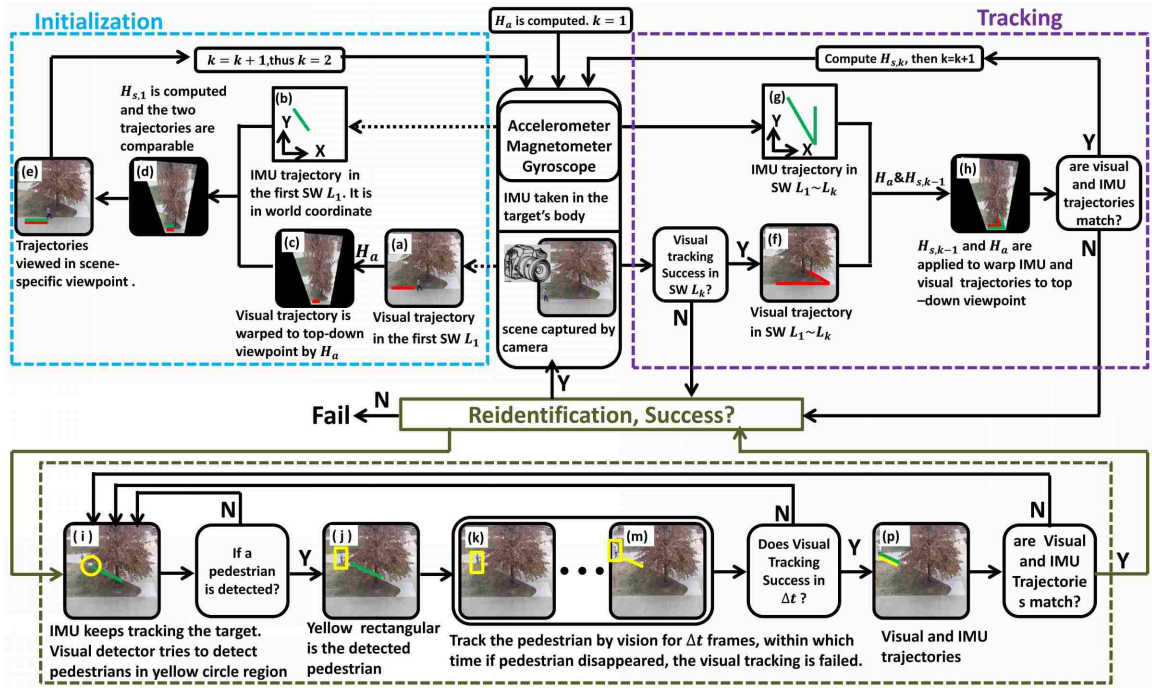 Initialization
H_a is computed. k = 1
Tracking
k = k + 1,thus k = 2
Compute H_{s,k}, then k=k+1
H_{s,1} is computed
and the two
trajectories are
comparable
(b)
Y
X
IMU trajectory in
the first SW L_1. It is
in world coordinate
(e)
Trajectories
viewed in scene-
specific viewpoint .
(d)
(c)
Visual trajectory is
warped to top-down
viewpoint by H_a
H_a
(a)
Visual trajectory
in the first SW L_1
Accelerometer
Magnetometer
Gyroscope
IMU taken in the
target's body
scene captured by
camera
(g)
Y
X
IMU trajectory in
SW L_1~L_k
Visual
tracking
Success in
SW L_k?
Y
N
(f)
Visual trajectory
in SW L_1~L_k
H_a&H_{s,k-1}
(h)
H_{s,k-1} and H_a are
applied to warp IMU and
visual trajectories to top
–down viewpoint
Y
are visual
and IMU
trajectories
match?
N
Y
Fail
N
Reidentification, Success?
(i)
IMU keeps tracking the target.
Visual detector tries to detect
pedestrians in yellow circle region
N
If a
pedestrian
is detected?
Y
(j)
Yellow rectangular
is the detected
pedestrian
(k)
(m)
Track the pedestrian by vision for Δt frames, within which
time if pedestrian disappeared, the visual tracking is failed.
N
Does Visual
Tracking
Success in
Δt ?
Y
(p)
Visual and IMU
trajectories
N
are Visual
and IMU
Trajectorie
s match?
Y